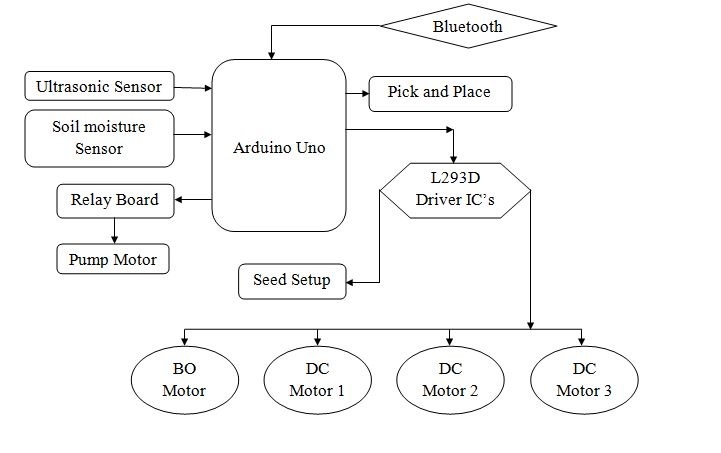 Bluetooth
Ultrasonic Sensor
Pick and Place
Soil moisture
Sensor
Arduino Uno
L293D
Driver IC's
Relay Board
Pump Motor
Seed Setup
BO
Motor
DC
Motor 1
DC
Motor 2
DC
Motor 3